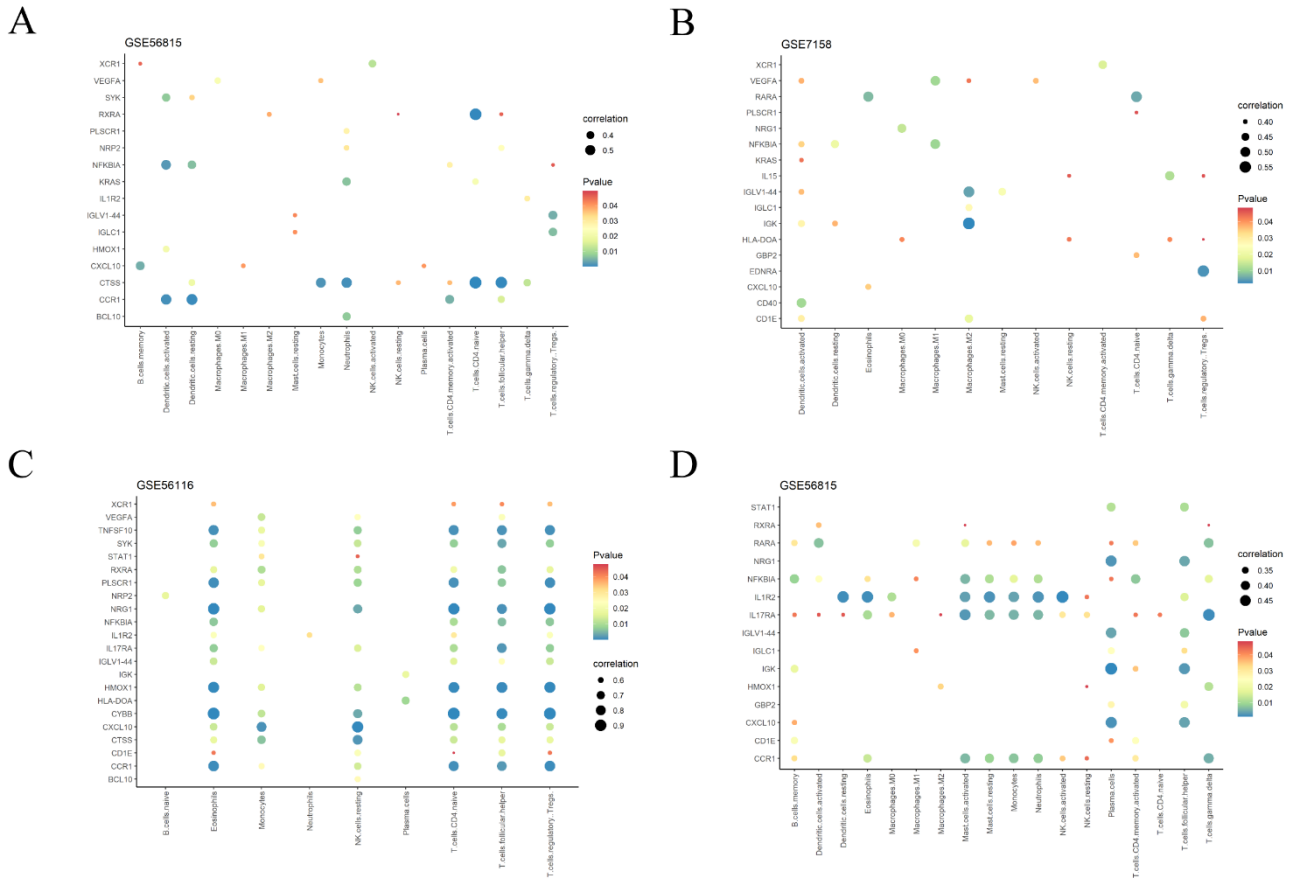 A
GSE56815
XCR1
VEGFA
SYK
RXRA
PLSCR1
NRP2
NFKBIA
KRAS
IL1R2
IGLV1-44
IGLC1
HMOX1
CXCL10
CTSS
CCR1
BCL10
B.cells.memory
Dendritic.cells.activated
Dendritic.cells.resting
Macrophages.M0
Macrophages.M1
Macrophages.M2
Mast.cells.resting
Monocytes
Neutrophils
NK.cells.activated
NK.cells.resting
Plasma.cells
T.cells.CD4.memory.activated
T.cells.CD4.naive
T.cells.follicular.helper
T.cells.gamma.delta
T.cells.regulatory..Tregs.
correlation
0.4
0.5
Pvalue
0.04
0.03
0.02
0.01
B
GSE7158
XCR1
VEGFA
RARA
PLSCR1
NRG1
NFKBIA
KRAS
IL15
IGLV1-44
IGLC1
IGK
HLA-DOA
GBP2
EDNRA
CXCL10
CD40
CD1E
Dendritic.cells.activated
Dendritic.cells.resting
Eosinophils
Macrophages.M0
Macrophages.M1
Macrophages.M2
Mast.cells.resting
NK.cells.activated
NK.cells.resting
T.cells.CD4.memory.activated
T.cells.CD4.naive
T.cells.gamma.delta
T.cells.regulatory..Tregs.
correlation
0.40
0.45
0.50
0.55
Pvalue
0.04
0.03
0.02
0.01
C
GSE56116
XCR1
VEGFA
TNFSF10
SYK
STAT1
RXRA
PLSCR1
NRP2
NRG1
NFKBIA
IL1R2
IL17RA
IGLV1-44
IGK
HMOX1
HLA-DOA
CYBB
CXCL10
CTSS
CD1E
CCR1
BCL10
B.cells.naive
Eosinophils
Monocytes
Neutrophils
NK.cells.resting
Plasma.cells
T.cells.CD4.naive
T.cells.follicular.helper
T.cells.regulatory..Tregs.
Pvalue
0.04
0.03
0.02
0.01
correlation
0.6
0.7
0.8
0.9
D
GSE56815
STAT1
RXRA
RARA
NRG1
NFKBIA
IL1R2
IL17RA
IGLV1-44
IGLC1
IGK
HMOX1
GBP2
CXCL10
CD1E
CCR1
B.cells.memory
Dendritic.cells.activated
Dendritic.cells.resting
Eosinophils
Macrophages.M0
Macrophages.M1
Macrophages.M2
Mast.cells.activated
Mast.cells.resting
Monocytes
Neutrophils
NK.cells.activated
NK.cells.resting
Plasma.cells
T.cells.CD4.memory.activated
T.cells.CD4.naive
T.cells.follicular.helper
T.cells.gamma.delta
correlation
0.35
0.40
0.45
Pvalue
0.04
0.03
0.02
0.01